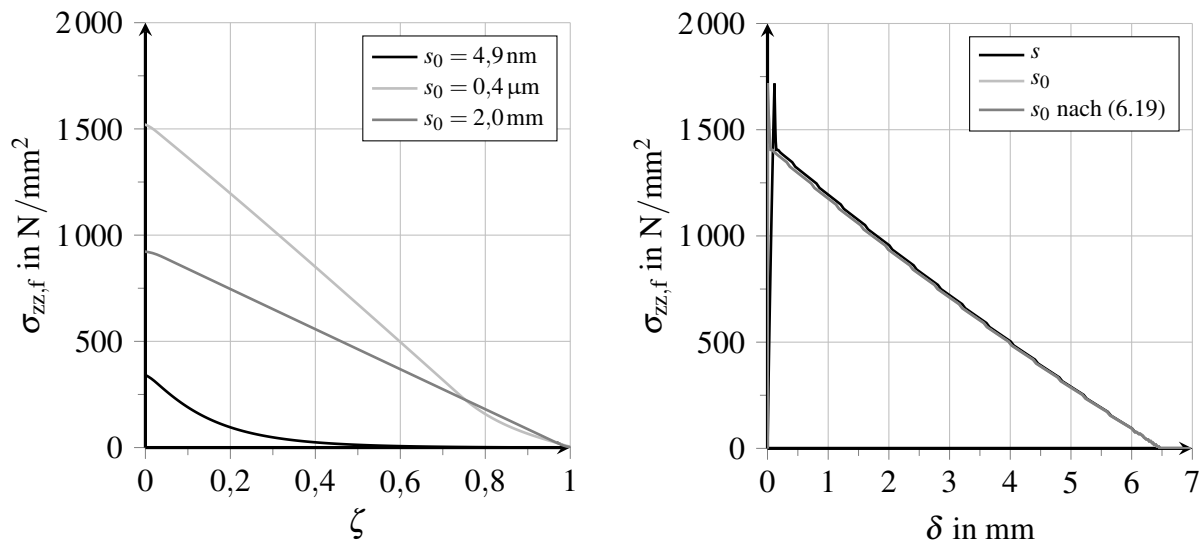 2 000
1 500
1 000
500
0
σzz,f in N/mm²
0
0,2
0,4
0,6
0,8
1
ζ
s₀ = 4,9 nm
s₀ = 0,4 µm
s₀ = 2,0 mm
2 000
1 500
1 000
500
0
σzz,f in N/mm²
0
1
2
3
4
5
6
7
δ in mm
s
s₀
s₀ nach (6.19)